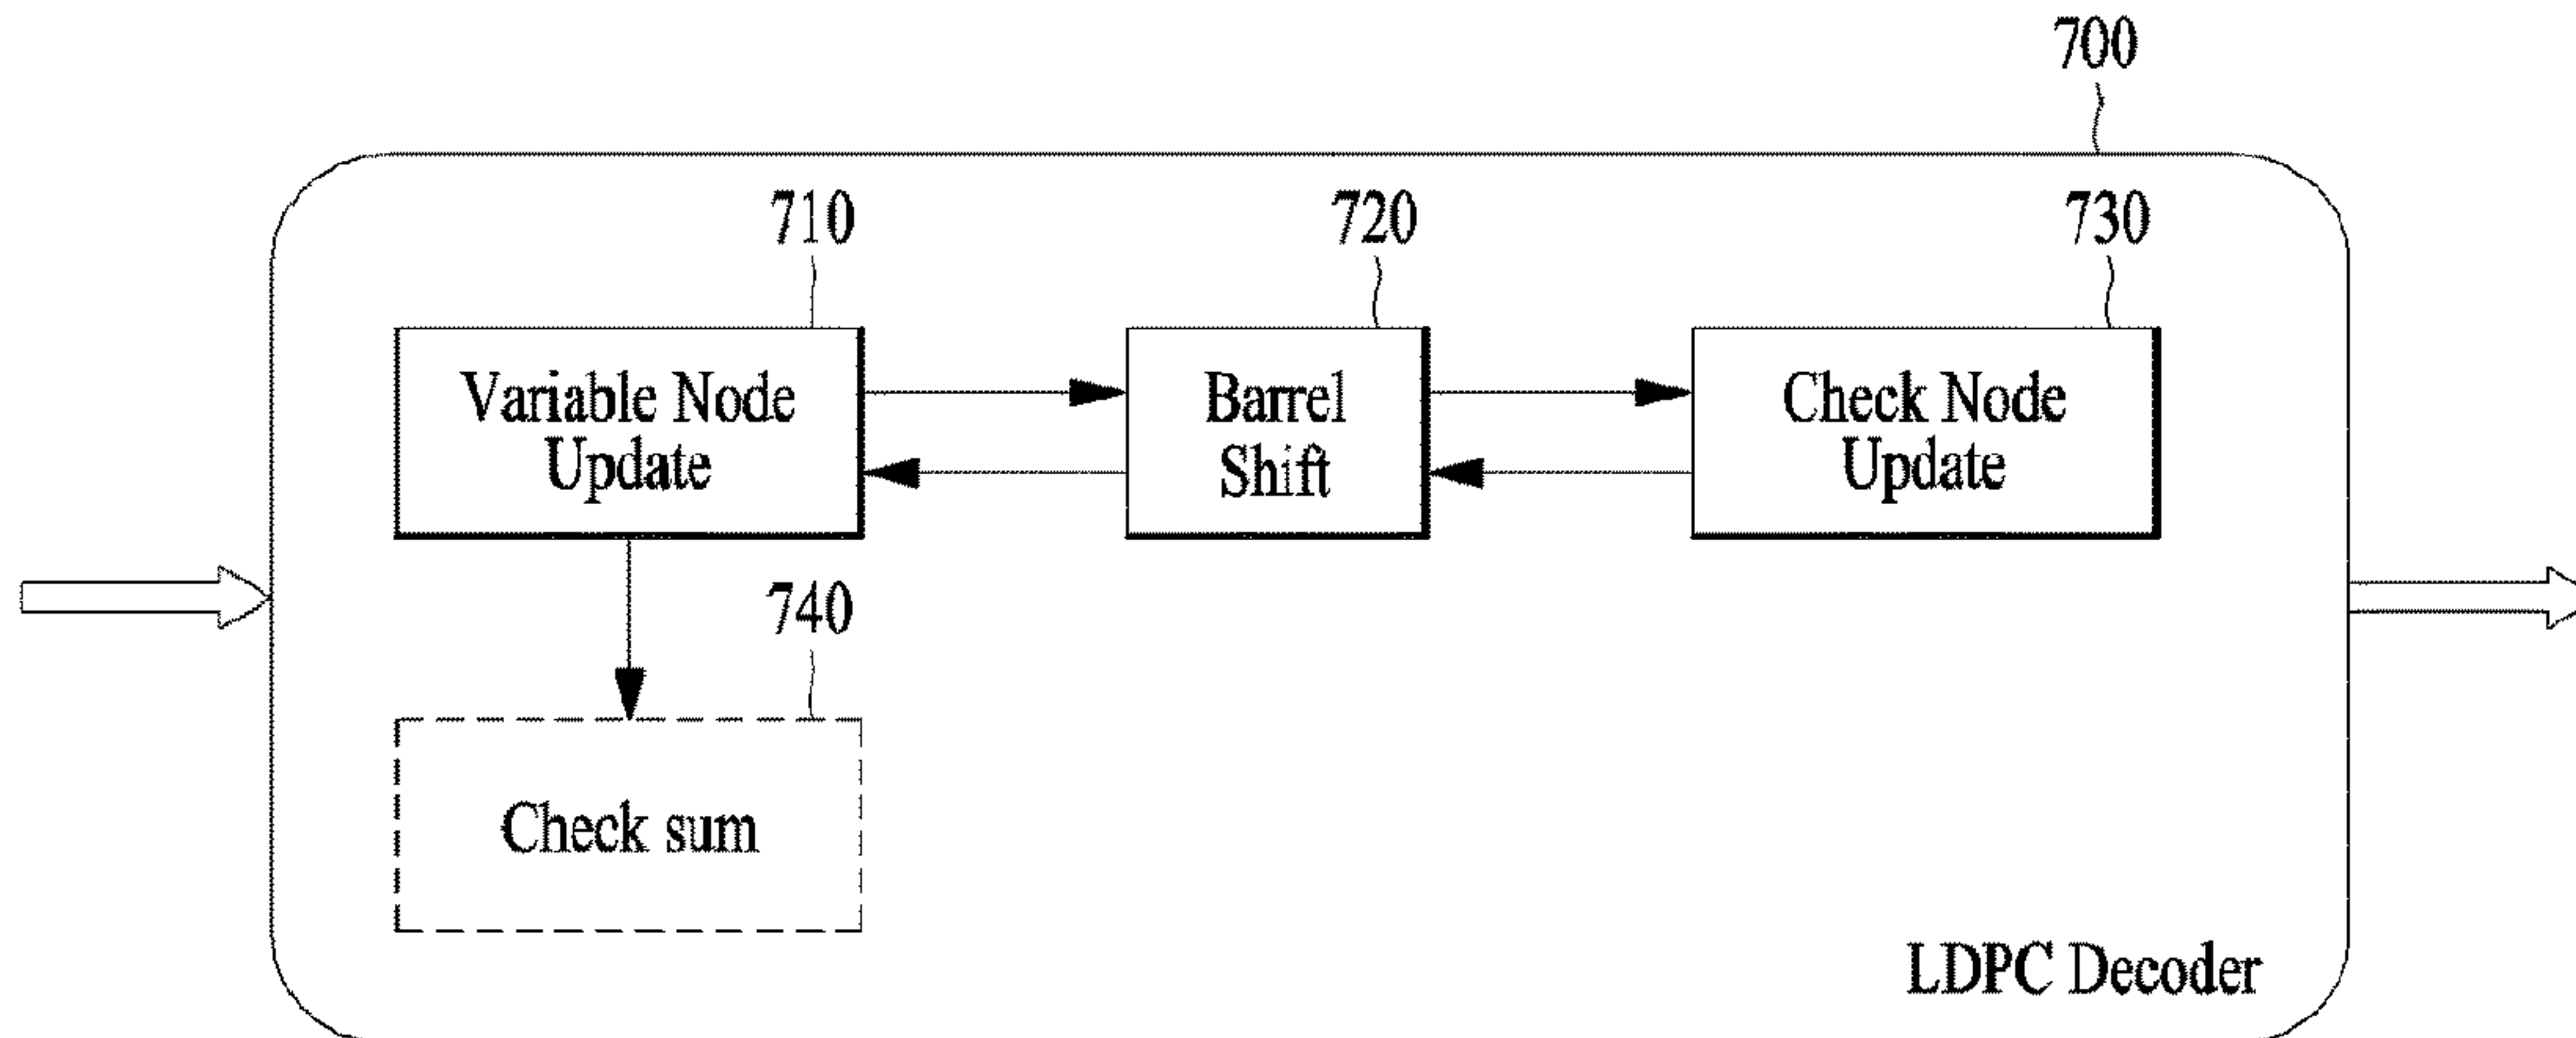 700
710
720
730
Variable Node
Update
Barrel
Shift
Check Node
Update
740
Check sum
LDPC Decoder